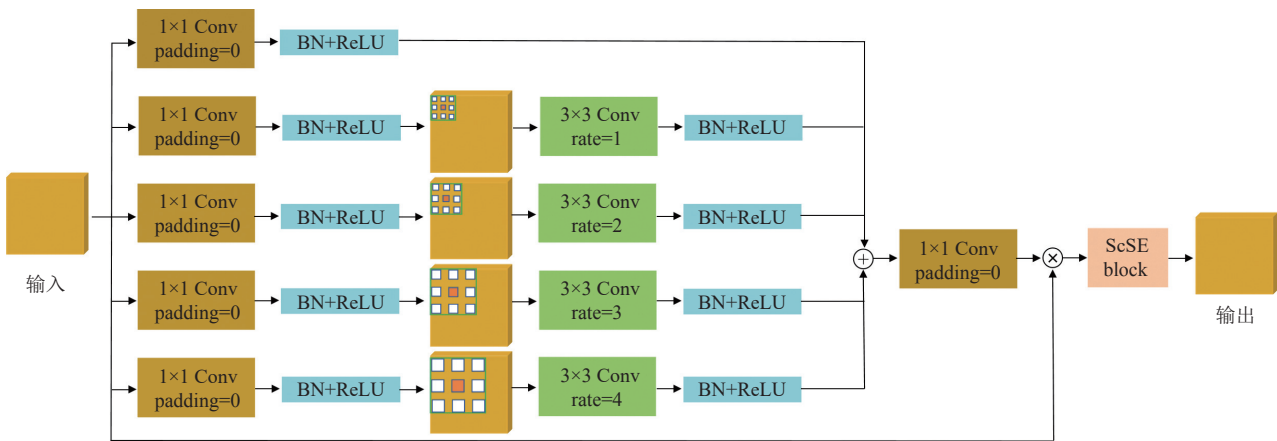 1×1 Conv
padding=0
BN+ReLU
1×1 Conv
padding=0
BN+ReLU
3×3 Conv
rate=1
BN+ReLU
输入
1×1 Conv
padding=0
BN+ReLU
3×3 Conv
rate=2
BN+ReLU
1×1 Conv
padding=0
BN+ReLU
3×3 Conv
rate=3
BN+ReLU
1×1 Conv
padding=0
BN+ReLU
3×3 Conv
rate=4
BN+ReLU
+
1×1 Conv
padding=0
×
ScSE
block
输出